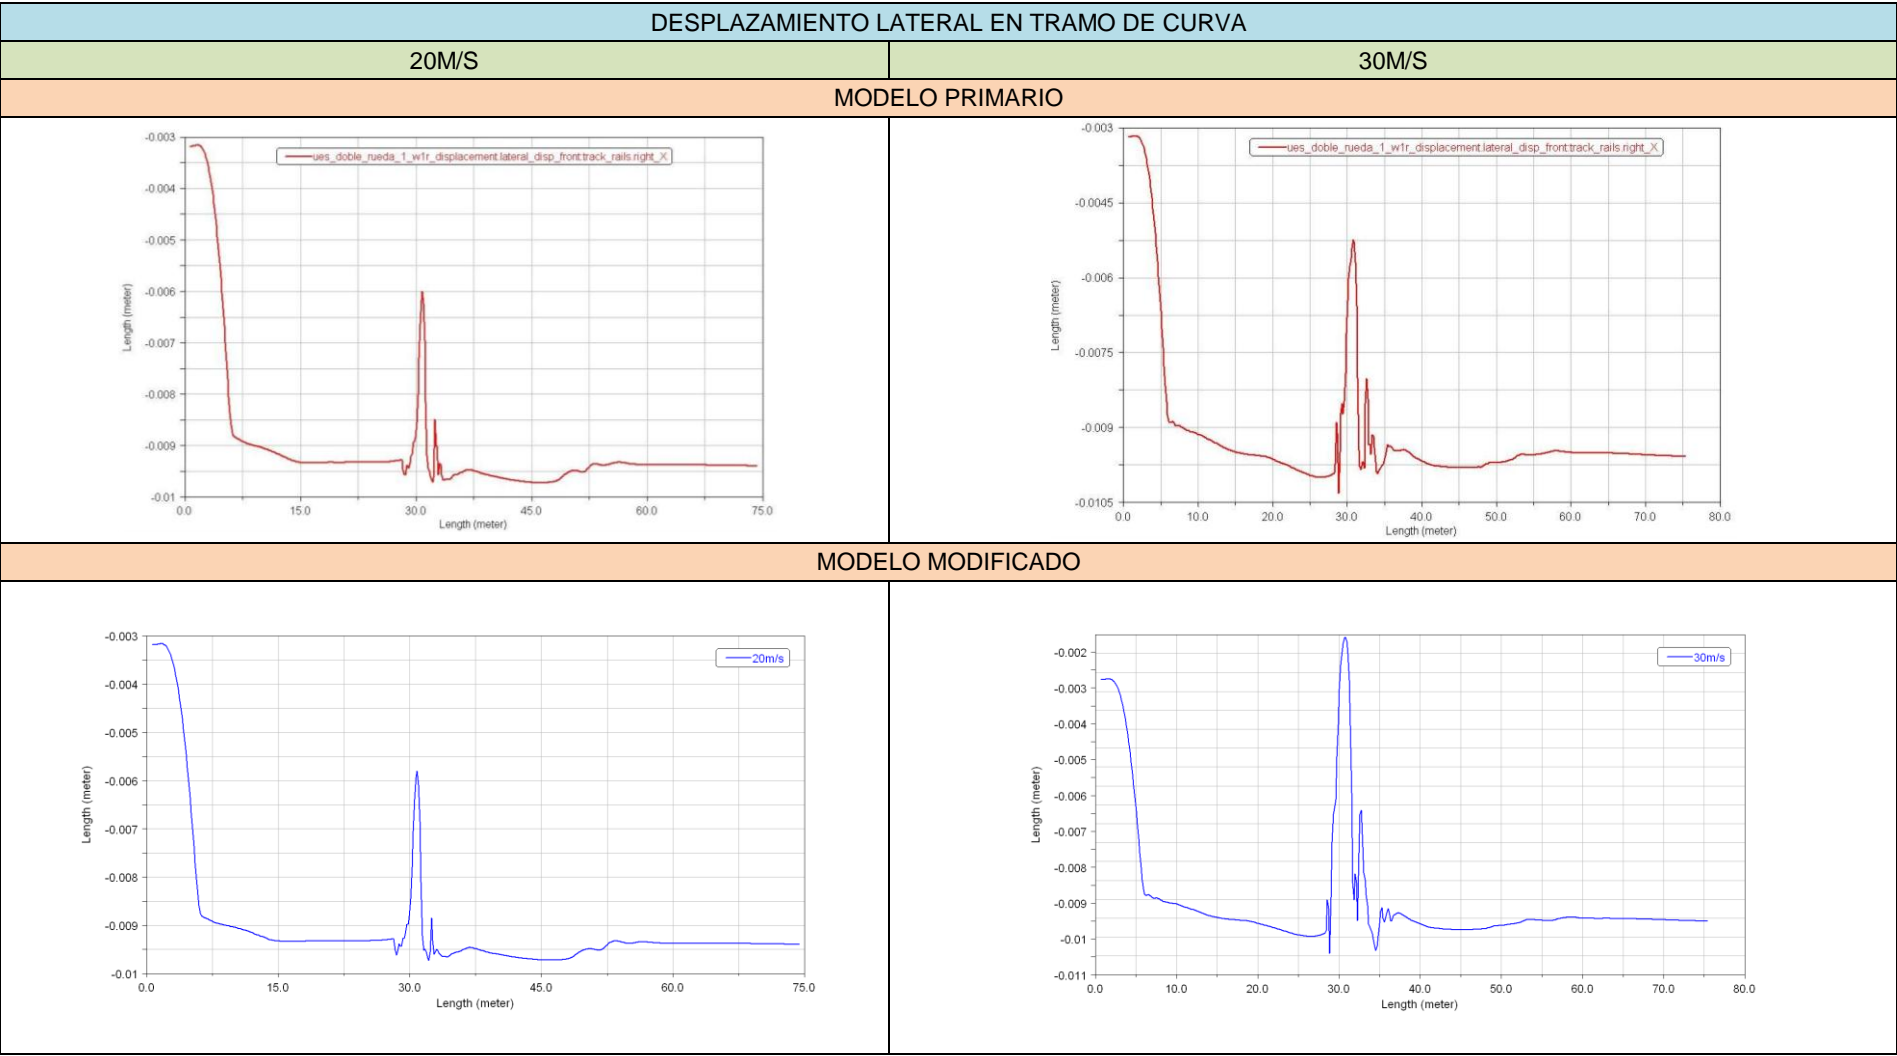 DESPLAZAMIENTO LATERAL EN TRAMO DE CURVA
20M/S
30M/S
MODELO PRIMARIO
-0.003
-0.004
-0.005
-0.006
-0.007
-0.008
-0.009
-0.01
Length (meter)
ues_doble_rueda_1_w1r_displacement.lateral_disp_front:track_rails.right_X
0.0 15.0 30.0 45.0 60.0 75.0
Length (meter)
-0.003
-0.0045
-0.006
-0.0075
-0.009
-0.0105
Length (meter)
ues_doble_rueda_1_w1r_displacement.lateral_disp_front:track_rails.right_X
0.0 10.0 20.0 30.0 40.0 50.0 60.0 70.0 80.0
Length (meter)
MODELO MODIFICADO
-0.003
-0.004
-0.005
-0.006
-0.007
-0.008
-0.009
-0.01
Length (meter)
20m/s
0.0 15.0 30.0 45.0 60.0 75.0
Length (meter)
-0.002
-0.003
-0.004
-0.005
-0.006
-0.007
-0.008
-0.009
-0.01
-0.011
Length (meter)
30m/s
0.0 10.0 20.0 30.0 40.0 50.0 60.0 70.0 80.0
Length (meter)